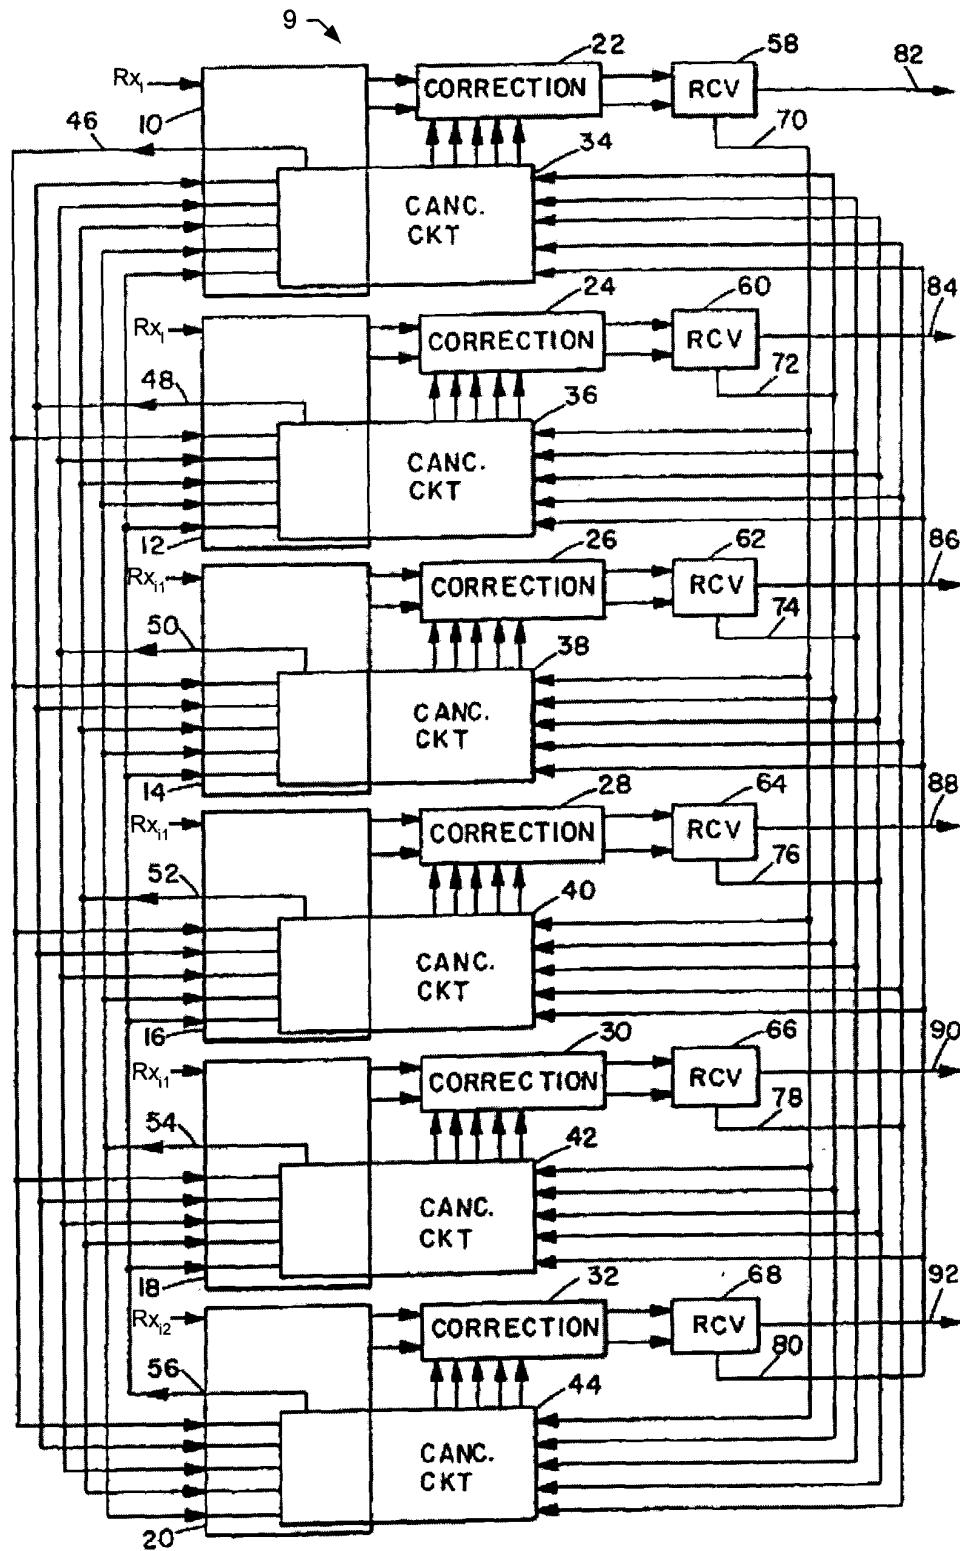 9
22
58
82
Rx₁
CORRECTION
RCV
10
46
70
34
CANC.
CKT
24
60
84
Rx₁
CORRECTION
RCV
48
72
36
CANC.
CKT
12
26
62
86
Rxᵢ₁
CORRECTION
RCV
50
74
38
CANC.
CKT
14
28
64
88
Rxᵢ₁
CORRECTION
RCV
52
76
40
CANC.
CKT
16
30
66
90
Rxᵢ₁
CORRECTION
RCV
54
78
42
CANC.
CKT
18
32
68
92
Rxᵢ₂
CORRECTION
RCV
56
80
44
CANC.
CKT
20